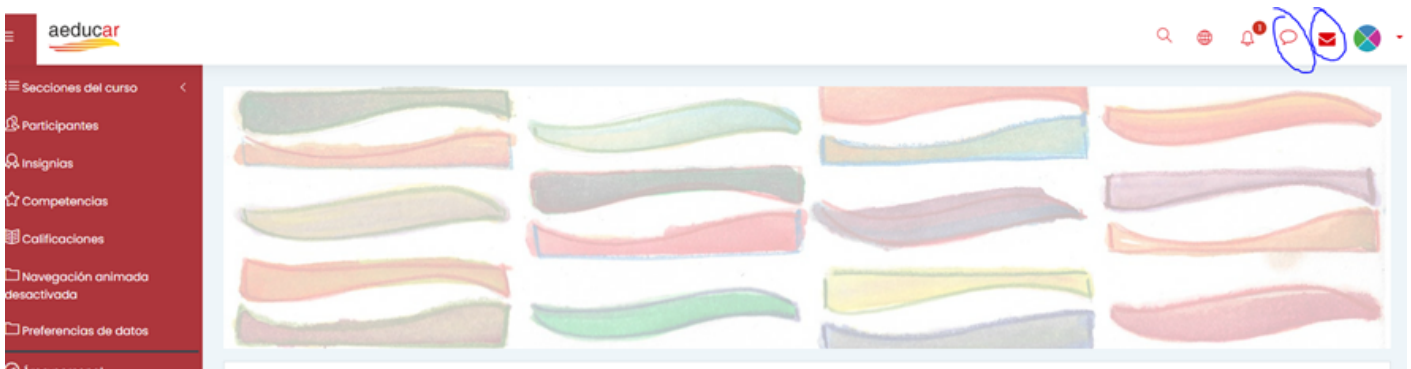 aeducar
1
Secciones del curso
Participantes
Insignias
Competencias
Calificaciones
Navegación animada
desactivada
Preferencias de datos